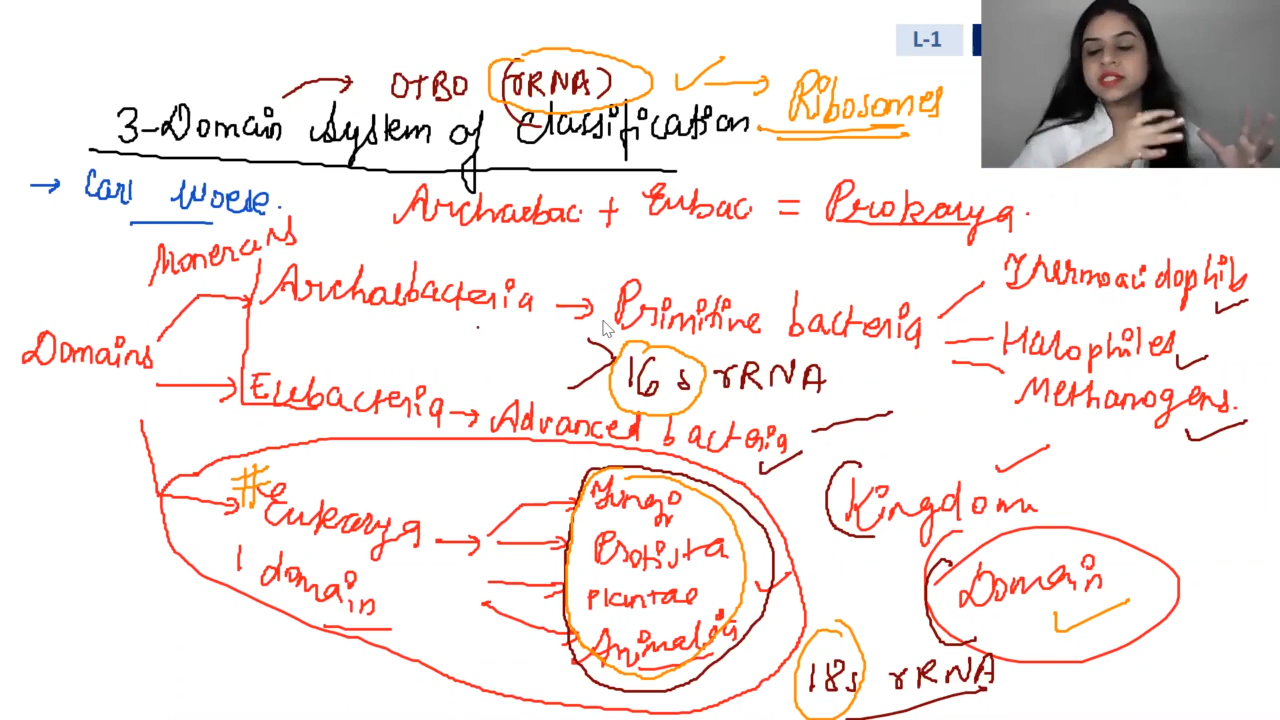 L-1
OTBO (rRNA) → Ribosomes
3-Domain System of Classification
→ Carl Woese.
Archaebac + Eubac = Prokarya.
Monerans
Archaebacteria → Primitive bacteria
Thermoacidophils
Halophiles
Methanogens.
Domains
16s rRNA
Eubacteria → Advanced bacteria
# Eukarya →
1 domain
Fungi
Protista
Plantae
Animalia
Kingdom
Domain
18s rRNA